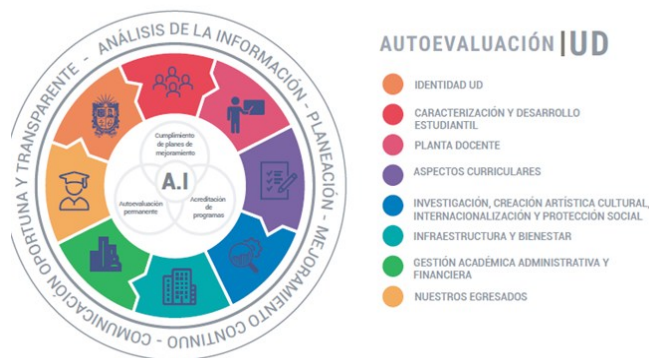 COMUNICACIÓN OPORTUNA Y TRANSPARENTE - ANÁLISIS DE LA INFORMACIÓN - PLANEACIÓN - MEJORAMIENTO CONTINUO -
Cumplimiento
de planes de
mejoramiento
A.I
Autoevaluación
permanente
Acreditación
de
programas
AUTOEVALUACIÓN |UD
IDENTIDAD UD
CARACTERIZACIÓN Y DESARROLLO
ESTUDIANTIL
PLANTA DOCENTE
ASPECTOS CURRICULARES
INVESTIGACIÓN, CREACIÓN ARTÍSTICA CULTURAL,
INTERNACIONALIZACIÓN Y PROTECCIÓN SOCIAL
INFRAESTRUCTURA Y BIENESTAR
GESTIÓN ACADÉMICA ADMINISTRATIVA Y
FINANCIERA
NUESTROS EGRESADOS